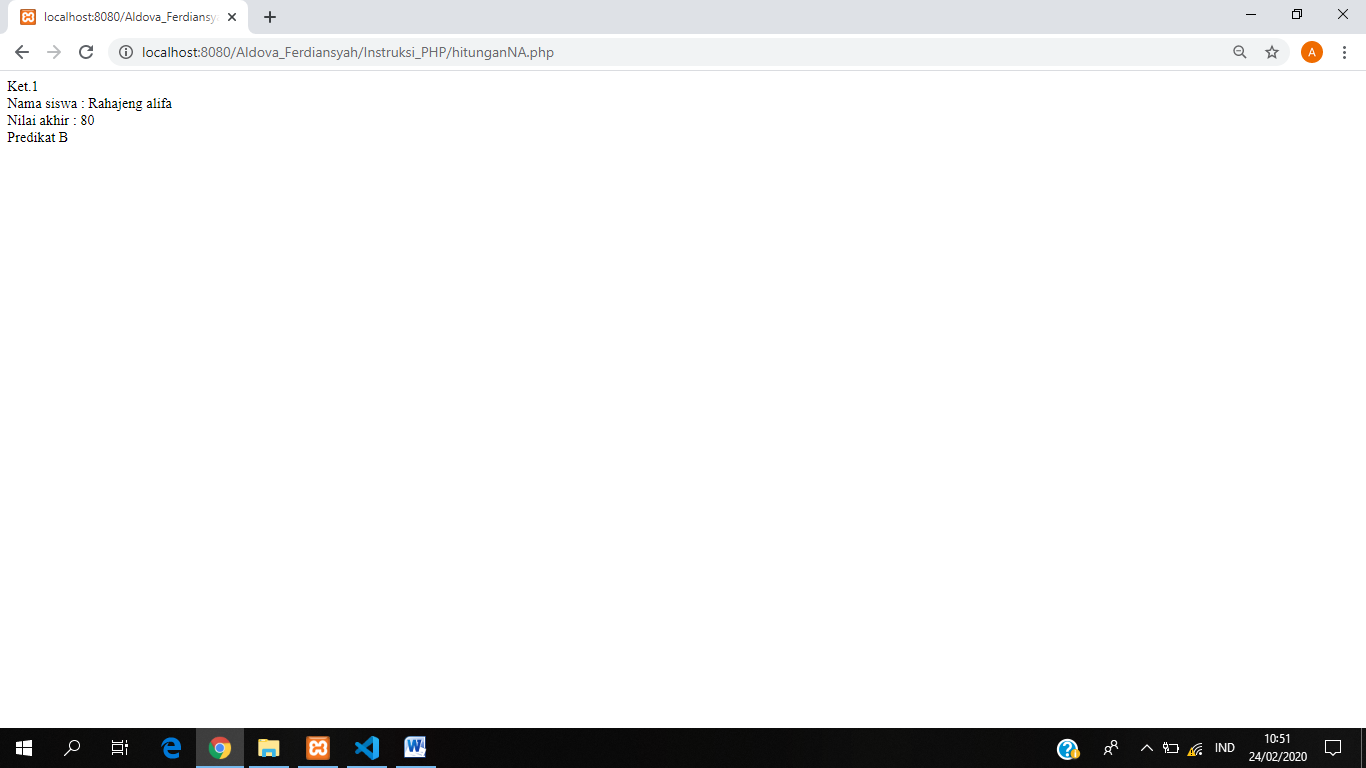 localhost:8080/Aldova_Ferdiansya
localhost:8080/Aldova_Ferdiansyah/Instruksi_PHP/hitunganNA.php
A
Ket.1
Nama siswa : Rahajeng alifa
Nilai akhir : 80
Predikat B
IND
10:51
24/02/2020